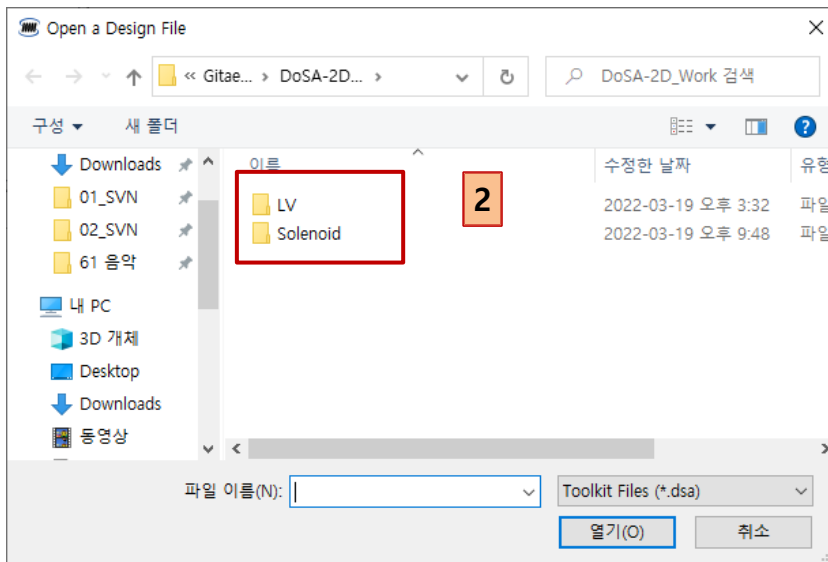 Open a Design File
« Gitae... › DoSA-2D... ›
DoSA-2D_Work 검색
구성
새 폴더
이름
수정한 날짜
유형
Downloads
01_SVN
02_SVN
61 음악
내 PC
3D 개체
Desktop
Downloads
동영상
LV
2022-03-19 오후 3:32
파일
Solenoid
2022-03-19 오후 9:48
파일
2
파일 이름(N):
Toolkit Files (*.dsa)
열기(O)
취소